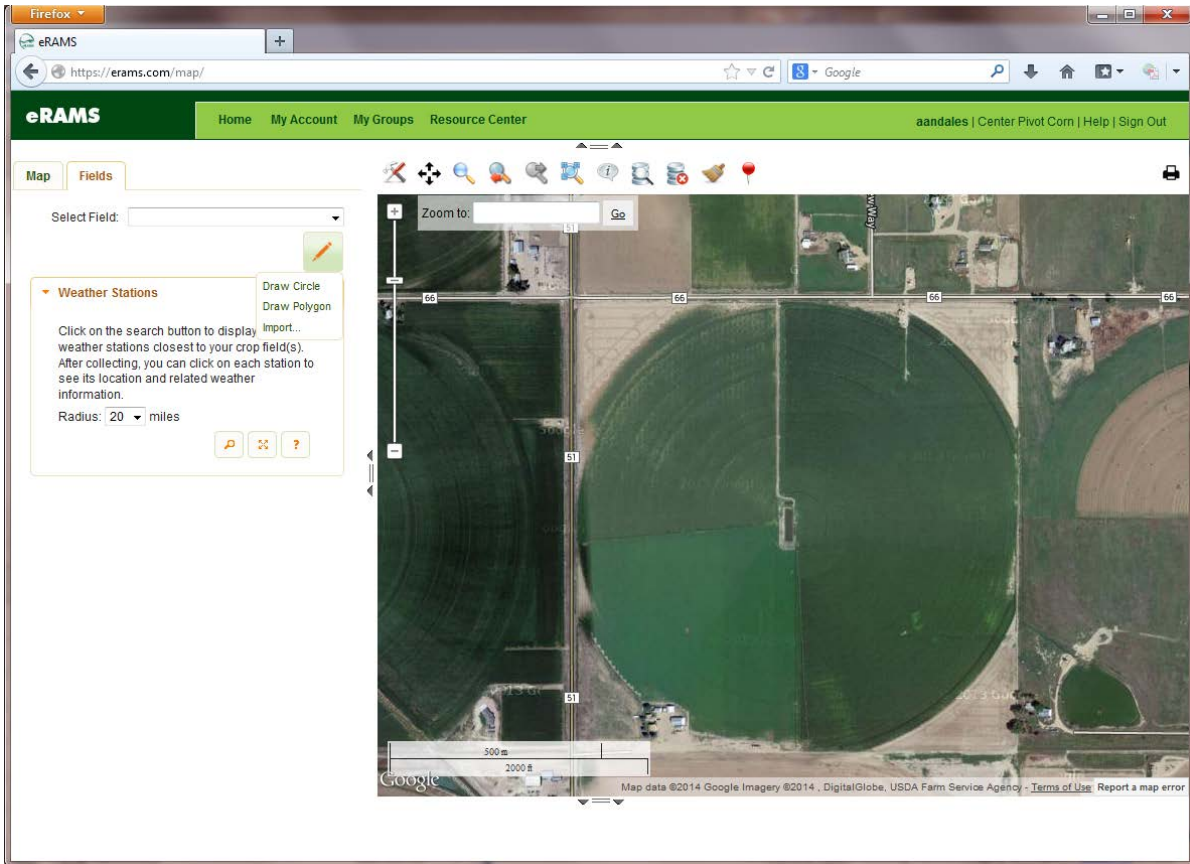 Firefox
eRAMS
https://erams.com/map/
Google
eRAMS
Home My Account My Groups Resource Center
aandales | Center Pivot Corn | Help | Sign Out
Map Fields
Select Field:
Draw Circle
Draw Polygon
Import...
Weather Stations
Click on the search button to display
weather stations closest to your crop field(s).
After collecting, you can click on each station to
see its location and related weather
information.
Radius: 20 miles
?
Zoom to: Go
51
66 66 66 66
51
51
500 m
2000 ft
Google
Map data ©2014 Google Imagery ©2014 , DigitalGlobe, USDA Farm Service Agency - Terms of Use Report a map error